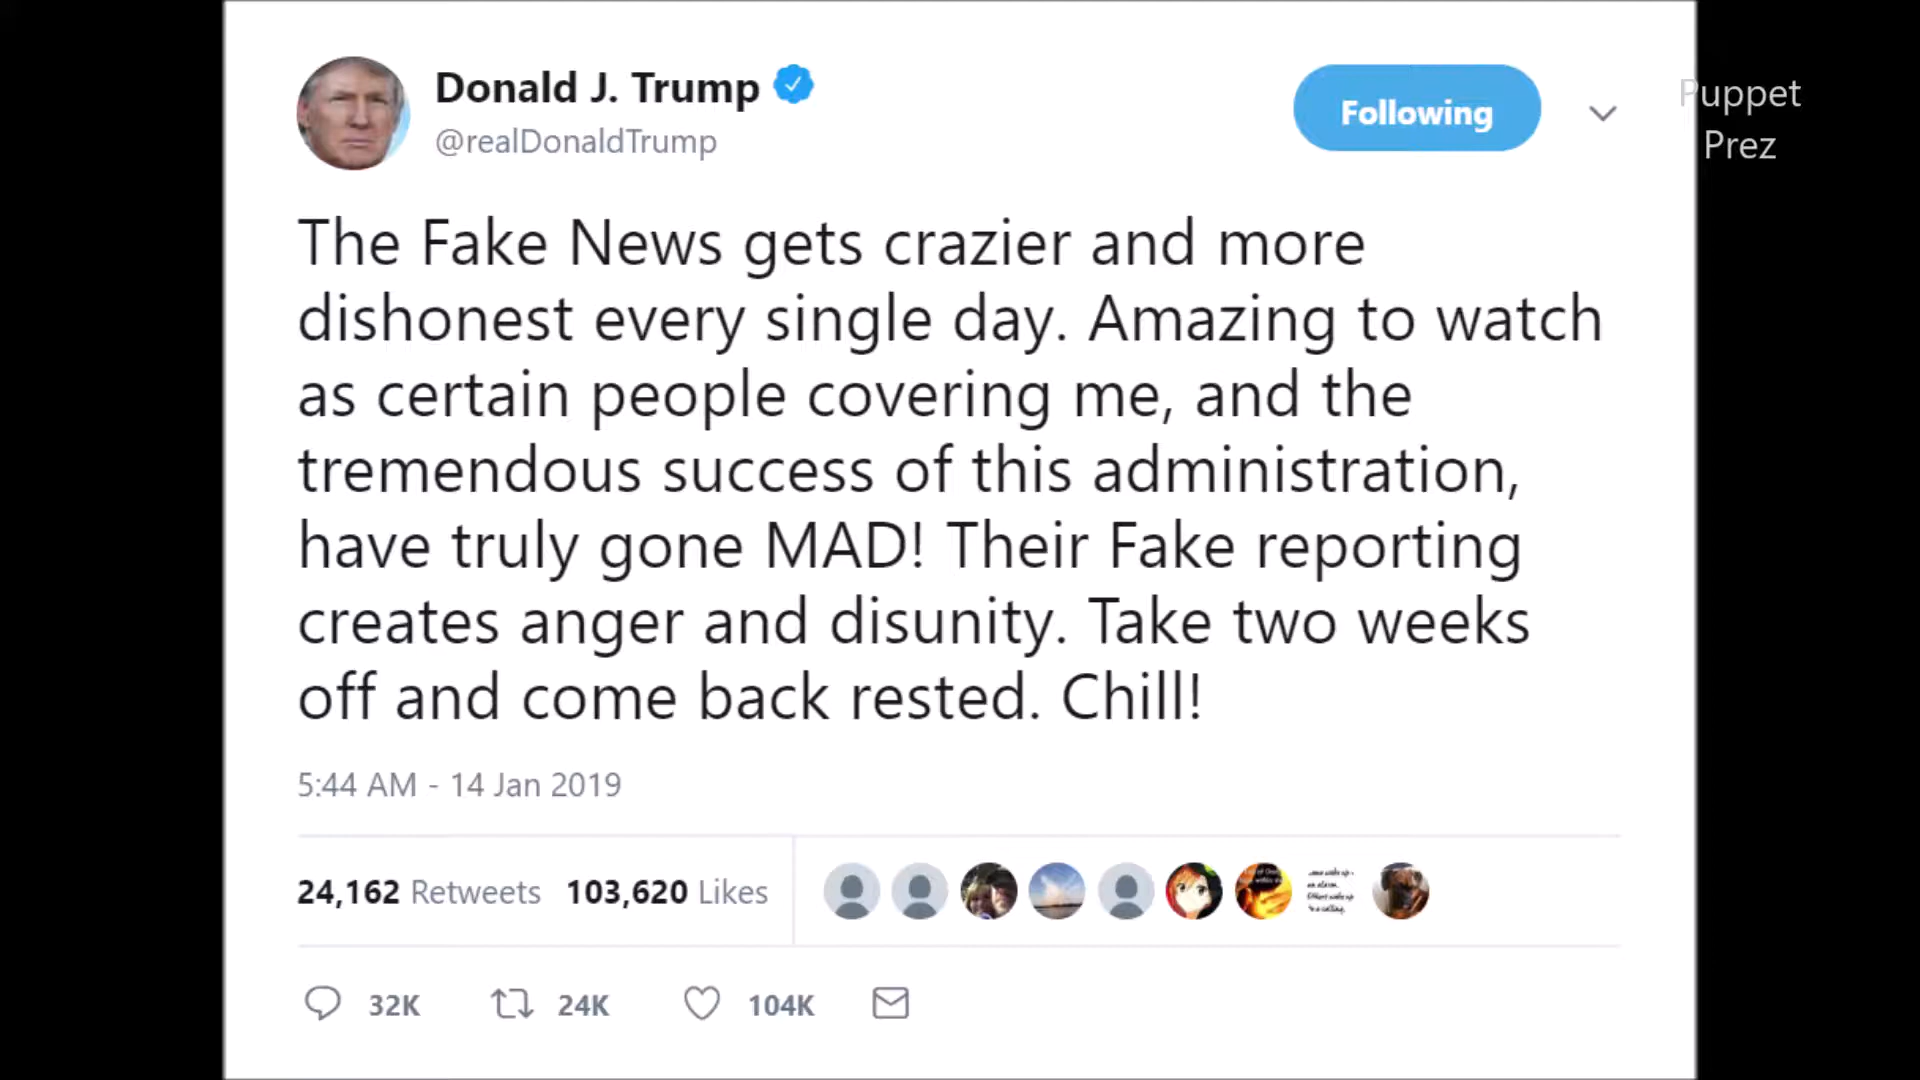 Donald J. Trump
@realDonaldTrump
Following
Puppet
Prez
The Fake News gets crazier and more
dishonest every single day. Amazing to watch
as certain people covering me, and the
tremendous success of this administration,
have truly gone MAD! Their Fake reporting
creates anger and disunity. Take two weeks
off and come back rested. Chill!
5:44 AM - 14 Jan 2019
24,162 Retweets 103,620 Likes
32K 24K 104K